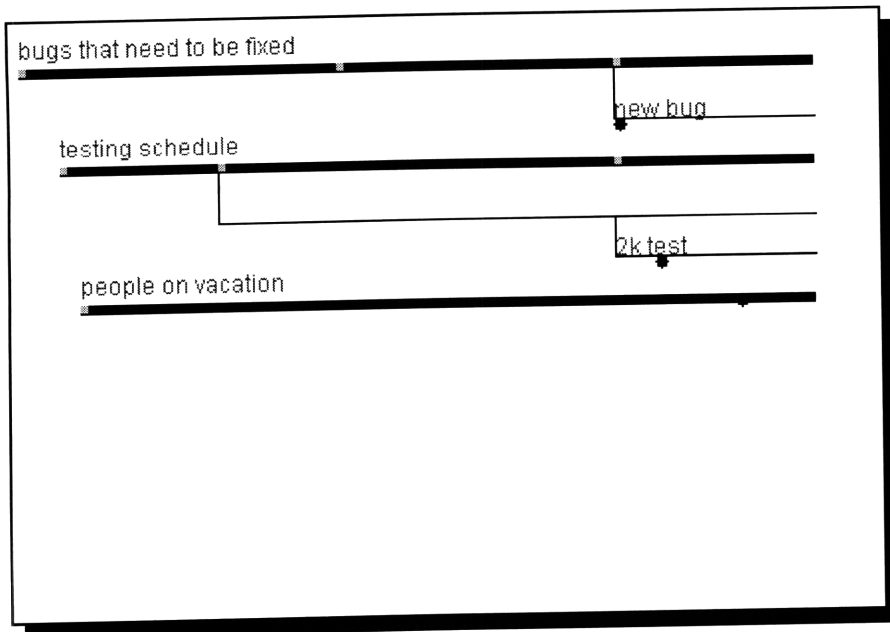 bugs that need to be fixed
new bug
testing schedule
2k test
people on vacation